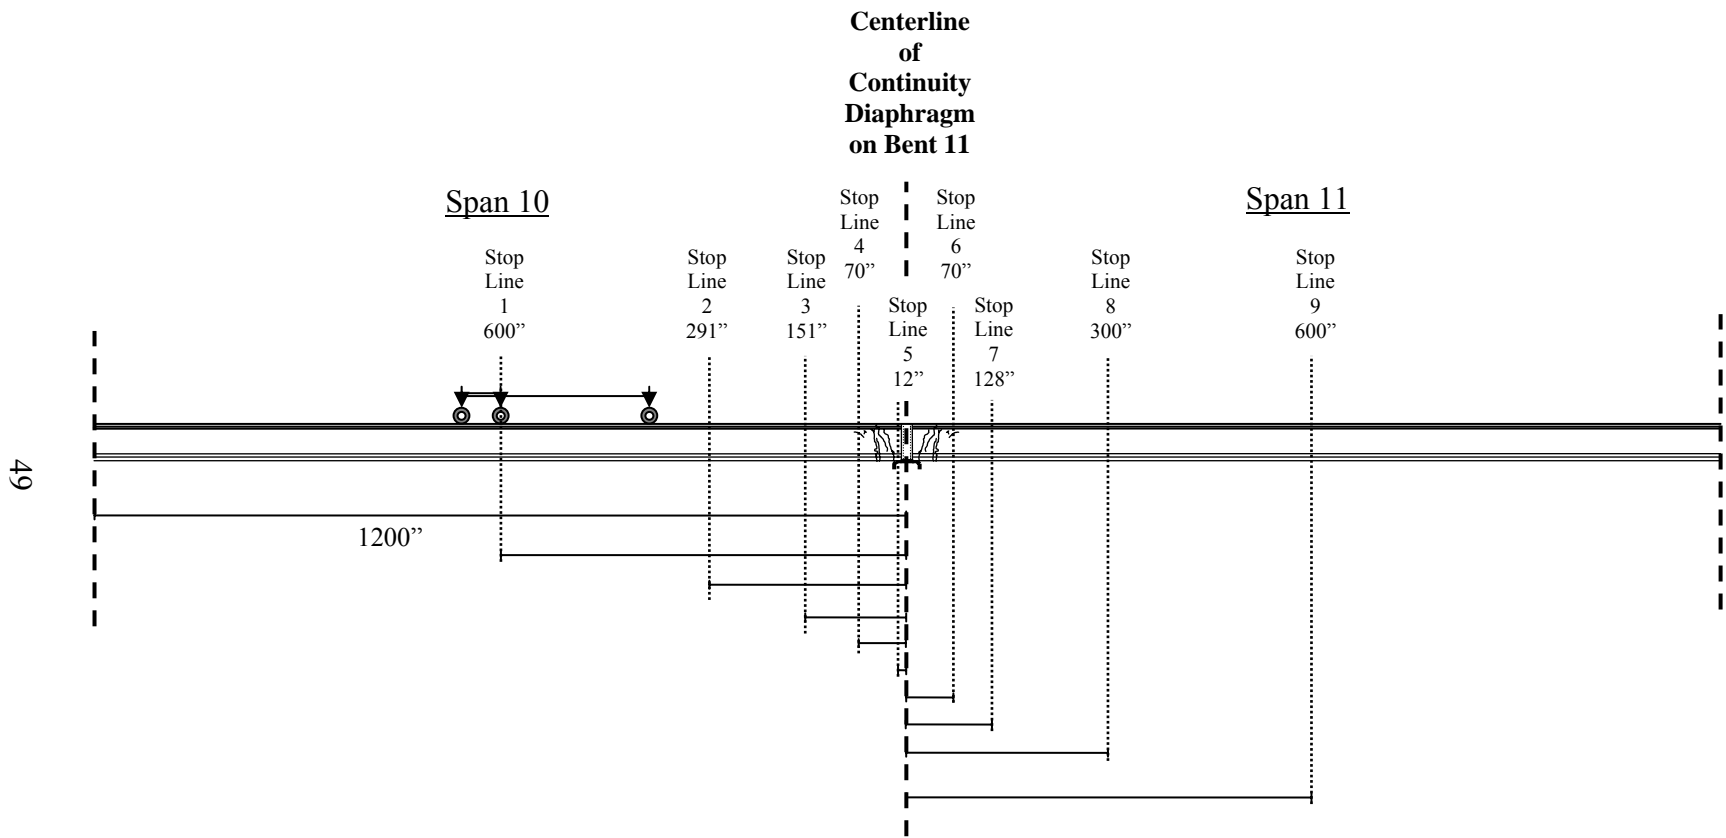 Centerline
of
Continuity
Diaphragm
on Bent 11
Span 10
Span 11
Stop
Line
1
600”
Stop
Line
2
291”
Stop
Line
3
151”
Stop
Line
4
70”
Stop
Line
5
12”
Stop
Line
6
70”
Stop
Line
7
128”
Stop
Line
8
300”
Stop
Line
9
600”
1200”
49